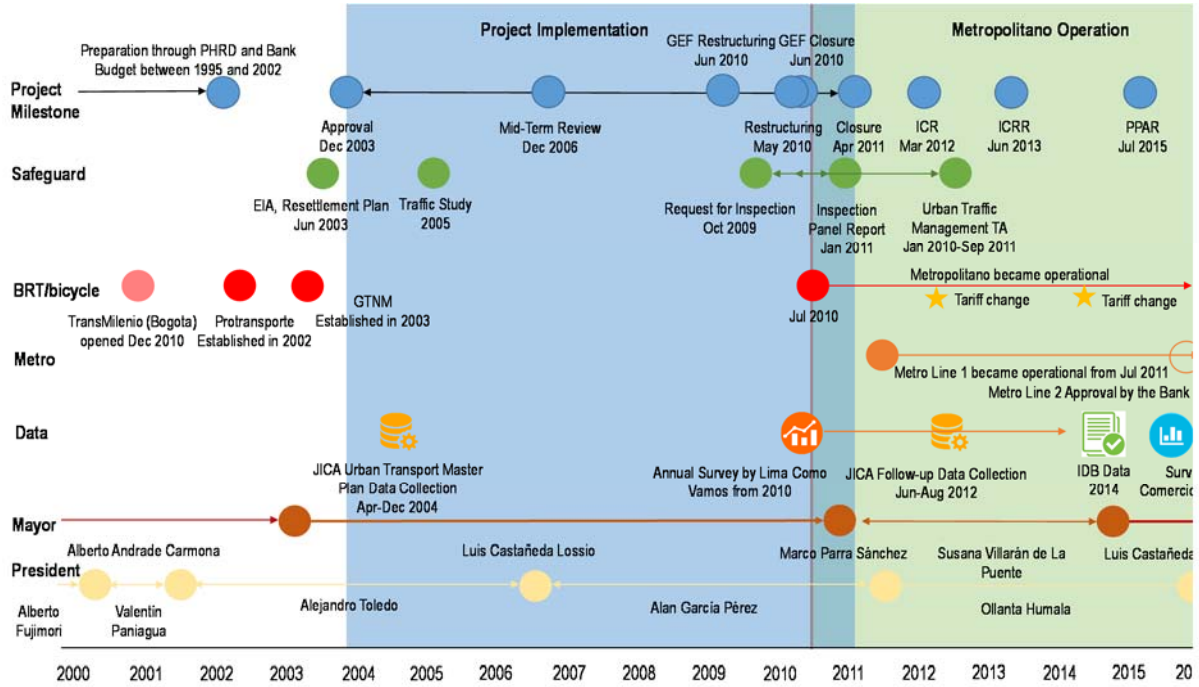 Project Implementation
Metropolitano Operation
Preparation through PHRD and Bank
Budget between 1995 and 2002
GEF Restructuring
Jun 2010
GEF Closure
Jun 2010
Project
Milestone
Approval
Dec 2003
Mid-Term Review
Dec 2006
Restructuring
May 2010
Closure
Apr 2011
ICR
Mar 2012
ICRR
Jun 2013
PPAR
Jul 2015
Safeguard
EIA, Resettlement Plan
Jun 2003
Traffic Study
2005
Request for Inspection
Oct 2009
Inspection
Panel Report
Jan 2011
Urban Traffic
Management TA
Jan 2010-Sep 2011
BRT/bicycle
TransMilenio (Bogota)
opened Dec 2010
Protransporte
Established in 2002
GTNM
Established in 2003
Jul 2010
Metropolitano became operational
Tariff change
Tariff change
Metro
Metro Line 1 became operational from Jul 2011
Metro Line 2 Approval by the Bank
Data
JICA Urban Transport Master
Plan Data Collection
Apr-Dec 2004
Annual Survey by Lima Como
Vamos from 2010
JICA Follow-up Data Collection
Jun-Aug 2012
IDB Data
2014
Surv
Comercio
Mayor
Alberto Andrade Carmona
Luis Castañeda Lossio
Marco Parra Sánchez
Susana Villarán de La
Puente
Luis Castañeda
President
Alberto
Fujimori
Valentín
Paniagua
Alejandro Toledo
Alan García Pérez
Ollanta Humala
2000 2001 2002 2003 2004 2005 2006 2007 2008 2009 2010 2011 2012 2013 2014 2015 20